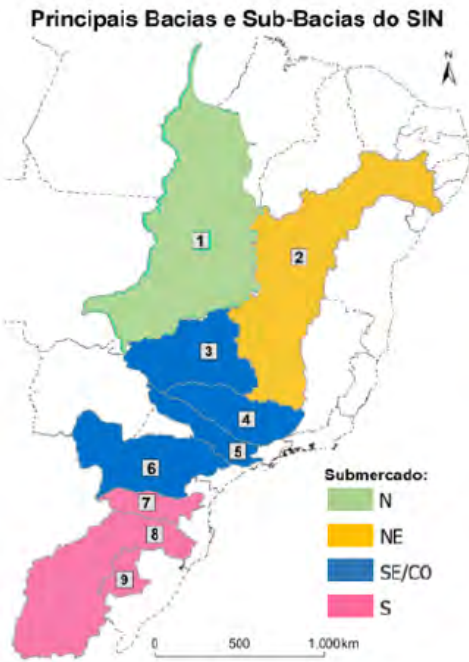 Principais Bacias e Sub-Bacias do SIN
N
1
2
3
4
5
6
7
8
9
Submercado:
N
NE
SE/CO
S
0 500 1.000km